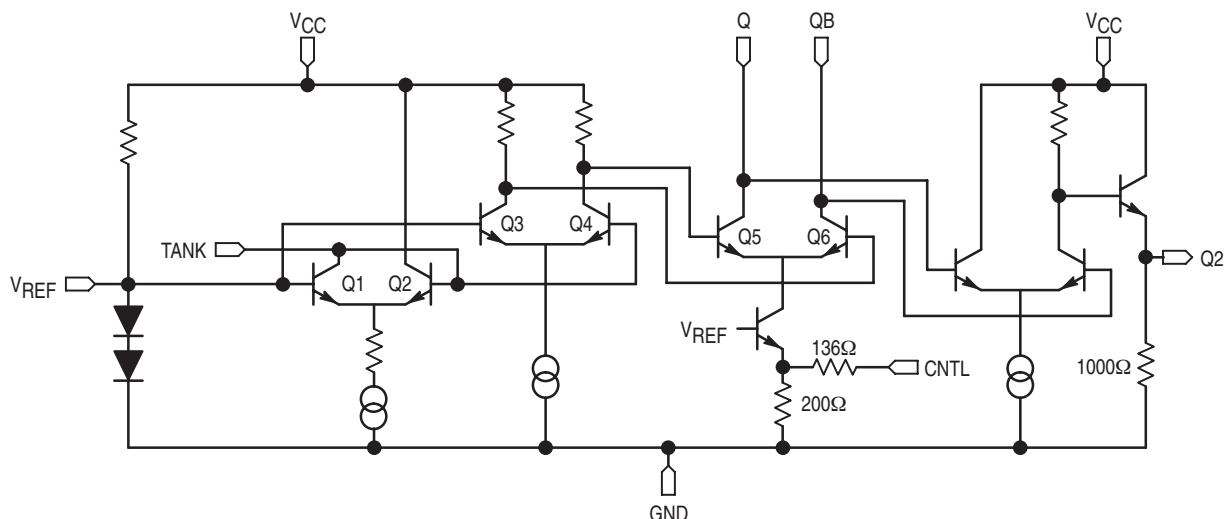 VCC
Q
QB
VCC
Q3
Q4
Q5
Q6
TANK
Q1
Q2
Q2
VREF
VREF
136Ω
CNTL
1000Ω
200Ω
GND